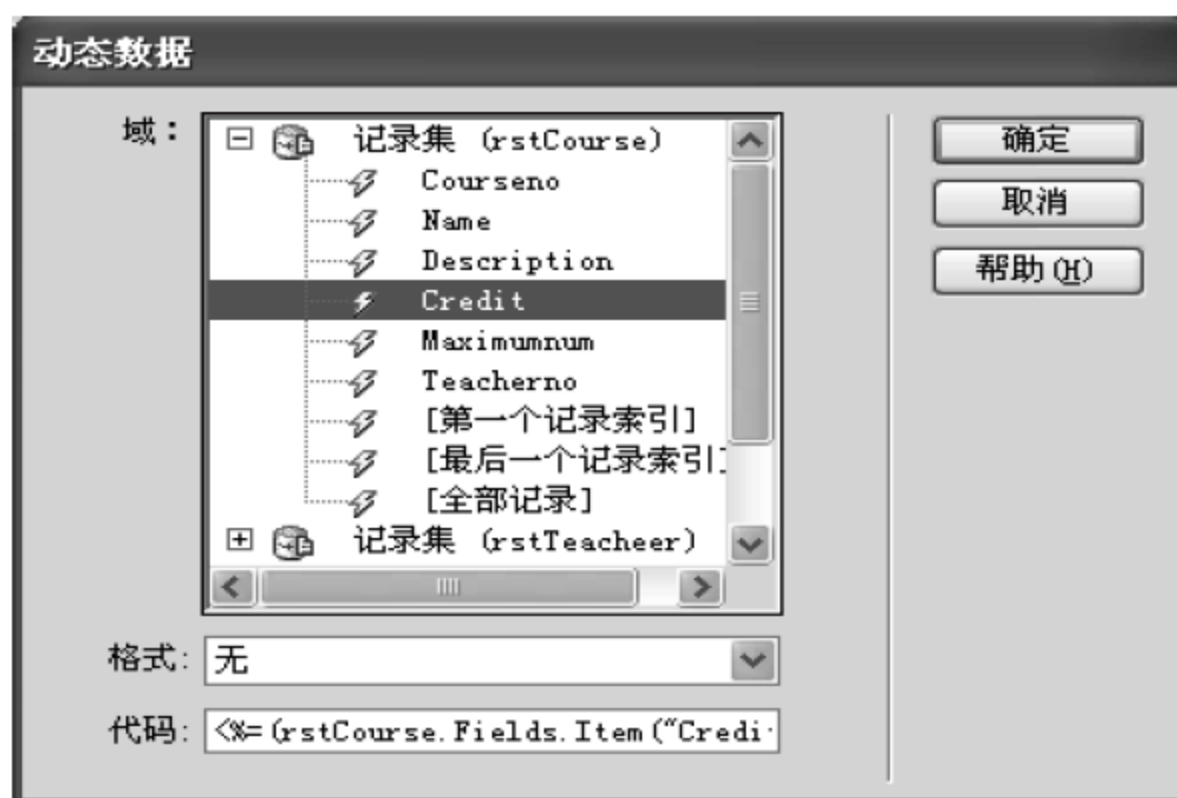 动态数据
域：
记录集 (rstCourse)
Courseno
Name
Description
Credit
Maximumnum
Teacherno
[第一个记录索引]
[最后一个记录索引]
[全部记录]
记录集 (rstTeacheer)
格式: 无
代码: <%=(rstCourse.Fields.Item("Credi
确定
取消
帮助(H)